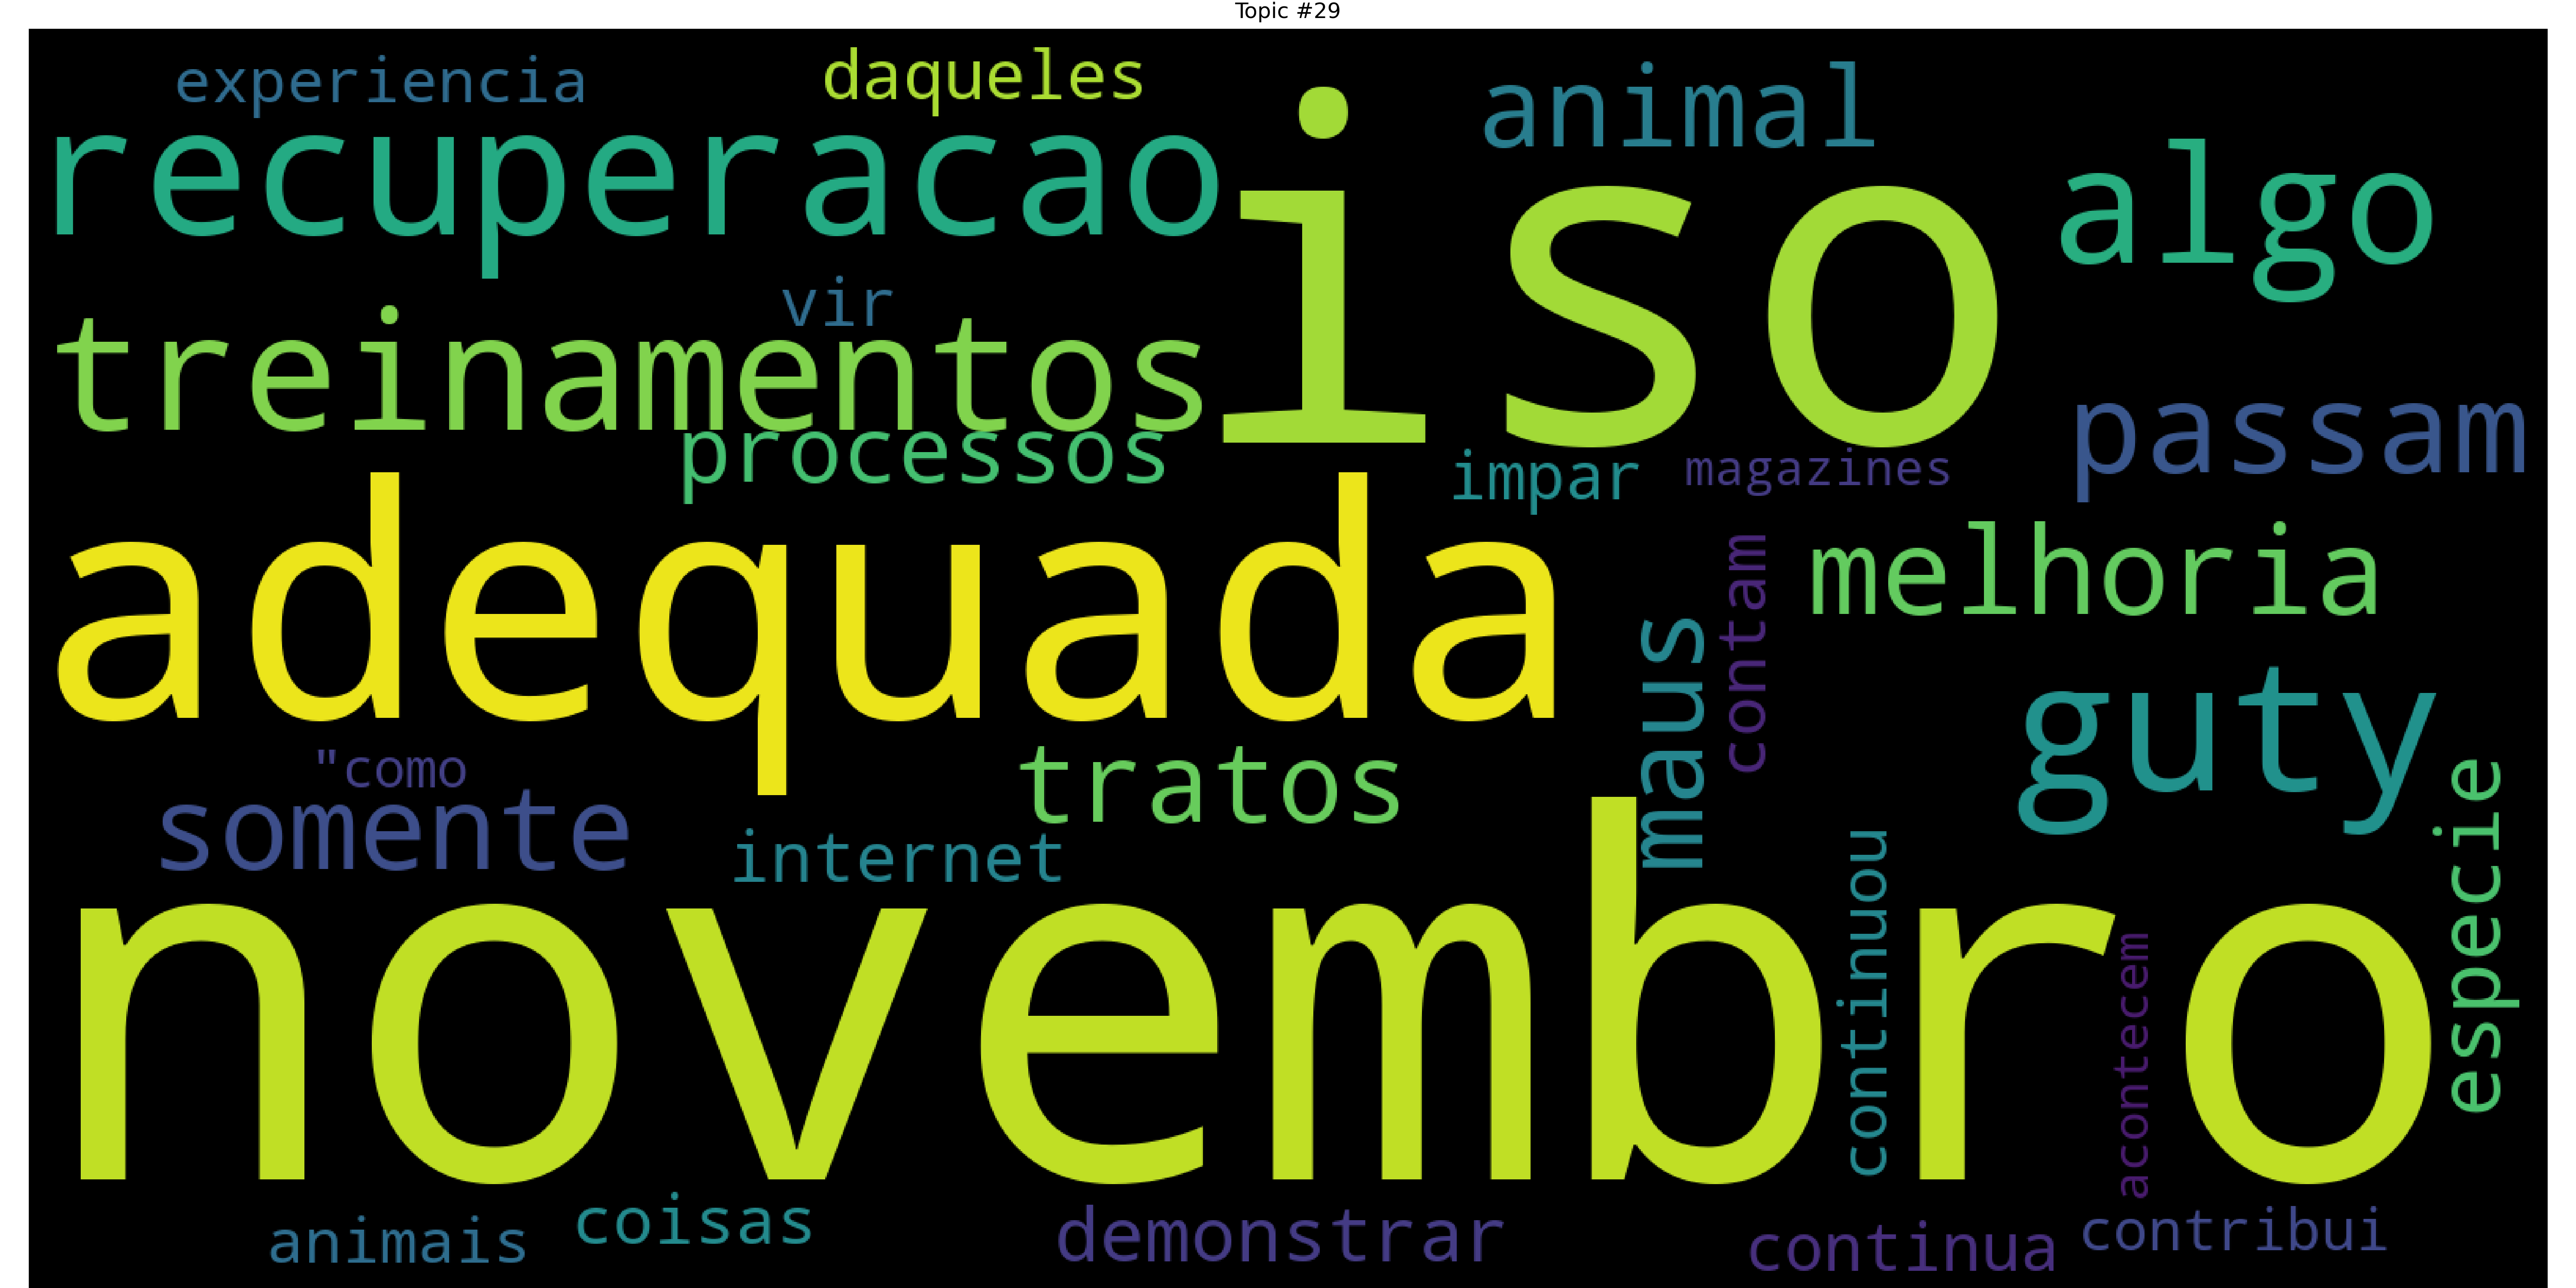 Topic #29
experiencia
daqueles
animal
recuperacao
iso
algo
vir
treinamentos
processos
passam
impar
magazines
adequada
contam
melhoria
maus
guty
"como
tratos
somente
internet
especie
continuou
novembro
acontecem
animais
coisas
demonstrar
continua
contribui